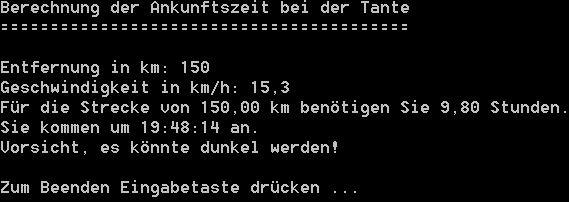 Berechnung der Ankunftszeit bei der Tante
=========================================
Entfernung in km: 150
Geschwindigkeit in km/h: 15,3
Für die Strecke von 150,00 km benötigen Sie 9,80 Stunden.
Sie kommen um 19:48:14 an.
Vorsicht, es könnte dunkel werden!
Zum Beenden Eingabetaste drücken ...